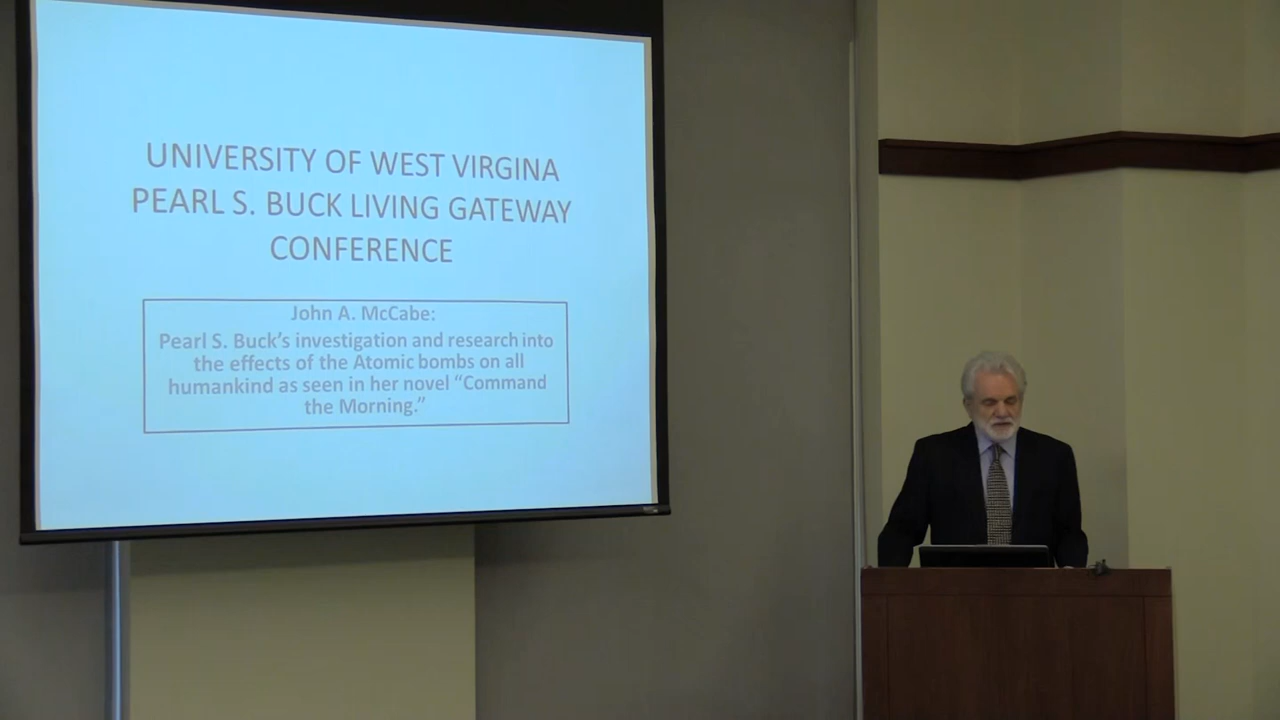 UNIVERSITY OF WEST VIRGINA
PEARL S. BUCK LIVING GATEWAY
CONFERENCE
John A. McCabe:
Pearl S. Buck’s investigation and research into
the effects of the Atomic bombs on all
humankind as seen in her novel “Command
the Morning.”